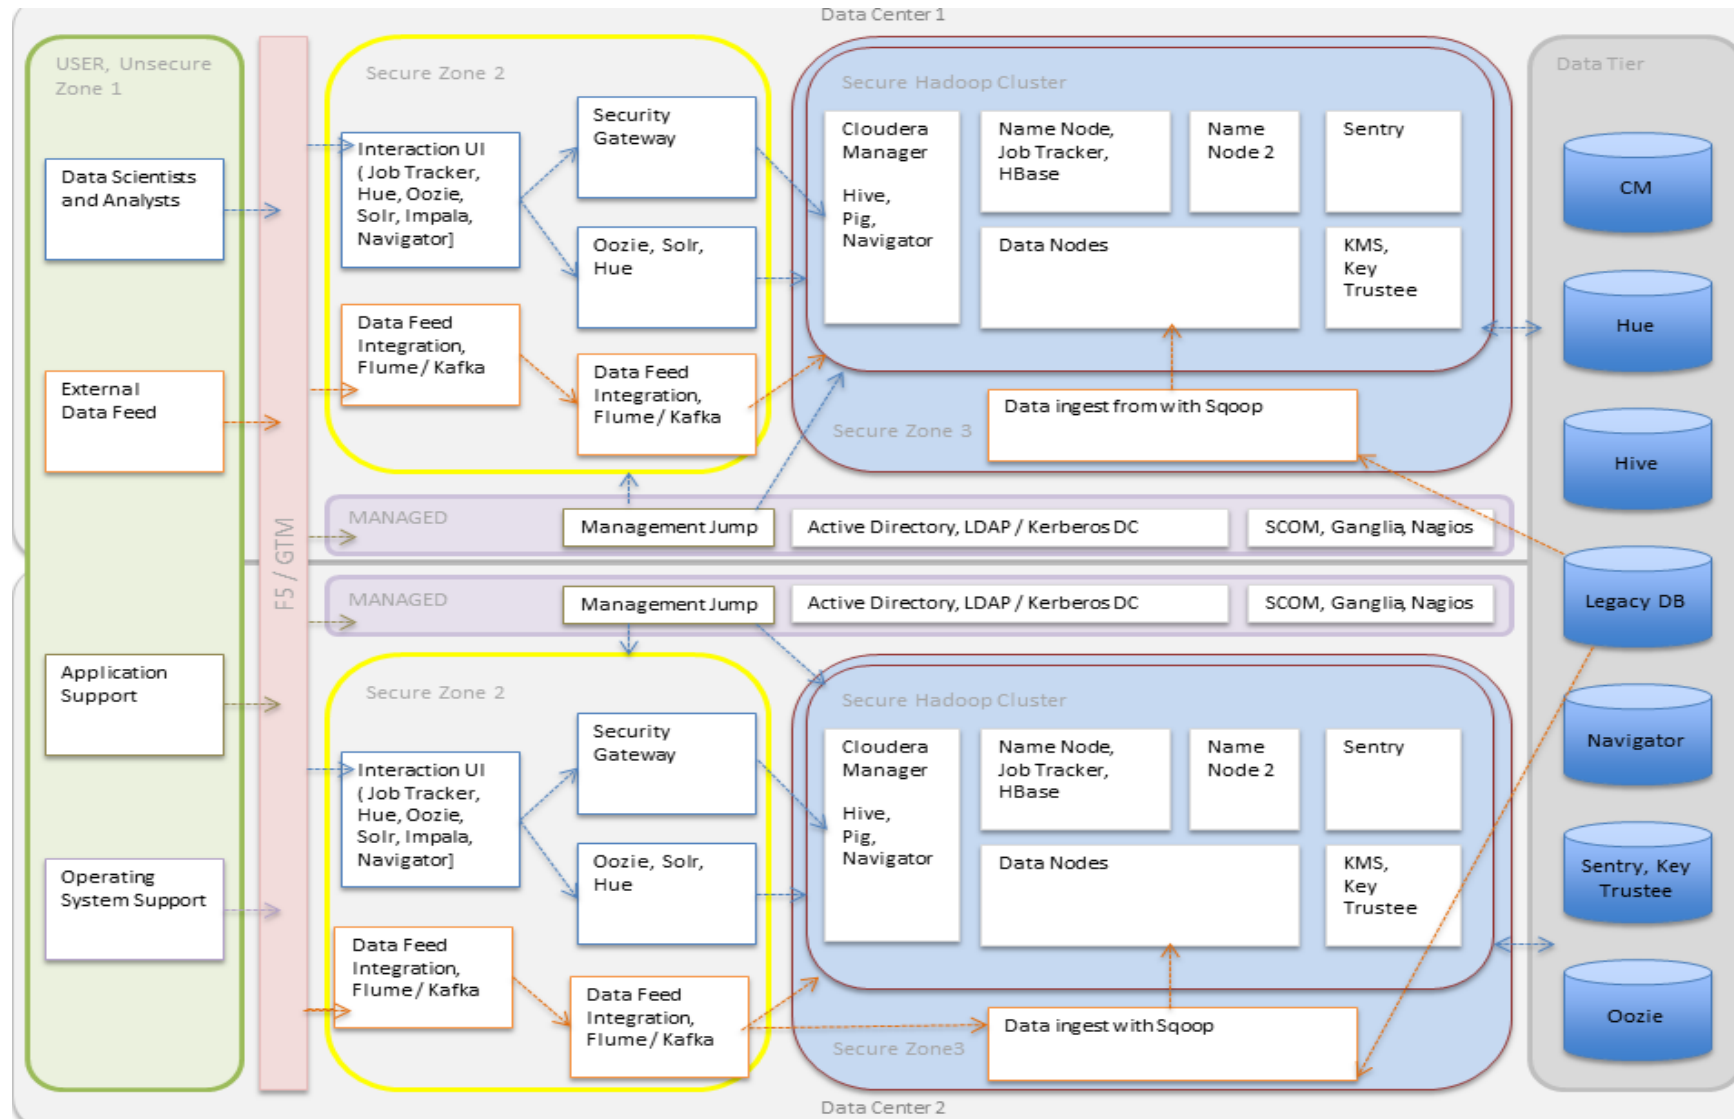 Data Center 1
USER, Unsecure
Zone 1
Data Scientists
and Analysts
External
Data Feed
Application
Support
Operating
System Support
F5 / GTM
Secure Zone 2
Interaction UI
( Job Tracker,
Hue, Oozie,
Solr, Impala,
Navigator]
Security
Gateway
Oozie, Solr,
Hue
Data Feed
Integration,
Flume / Kafka
Data Feed
Integration,
Flume / Kafka
Secure Hadoop Cluster
Cloudera
Manager
Hive,
Pig,
Navigator
Name Node,
Job Tracker,
HBase
Name
Node 2
Sentry
Data Nodes
KMS,
Key
Trustee
Data ingest from with Sqoop
Secure Zone 3
MANAGED
Management Jump
Active Directory, LDAP / Kerberos DC
SCOM, Ganglia, Nagios
MANAGED
Management Jump
Active Directory, LDAP / Kerberos DC
SCOM, Ganglia, Nagios
Secure Zone 2
Interaction UI
( Job Tracker,
Hue, Oozie,
Solr, Impala,
Navigator]
Security
Gateway
Oozie, Solr,
Hue
Data Feed
Integration,
Flume / Kafka
Data Feed
Integration,
Flume / Kafka
Secure Hadoop Cluster
Cloudera
Manager
Hive,
Pig,
Navigator
Name Node,
Job Tracker,
HBase
Name
Node 2
Sentry
Data Nodes
KMS,
Key
Trustee
Data ingest with Sqoop
Secure Zone3
Data Tier
CM
Hue
Hive
Legacy DB
Navigator
Sentry, Key
Trustee
Oozie
Data Center 2